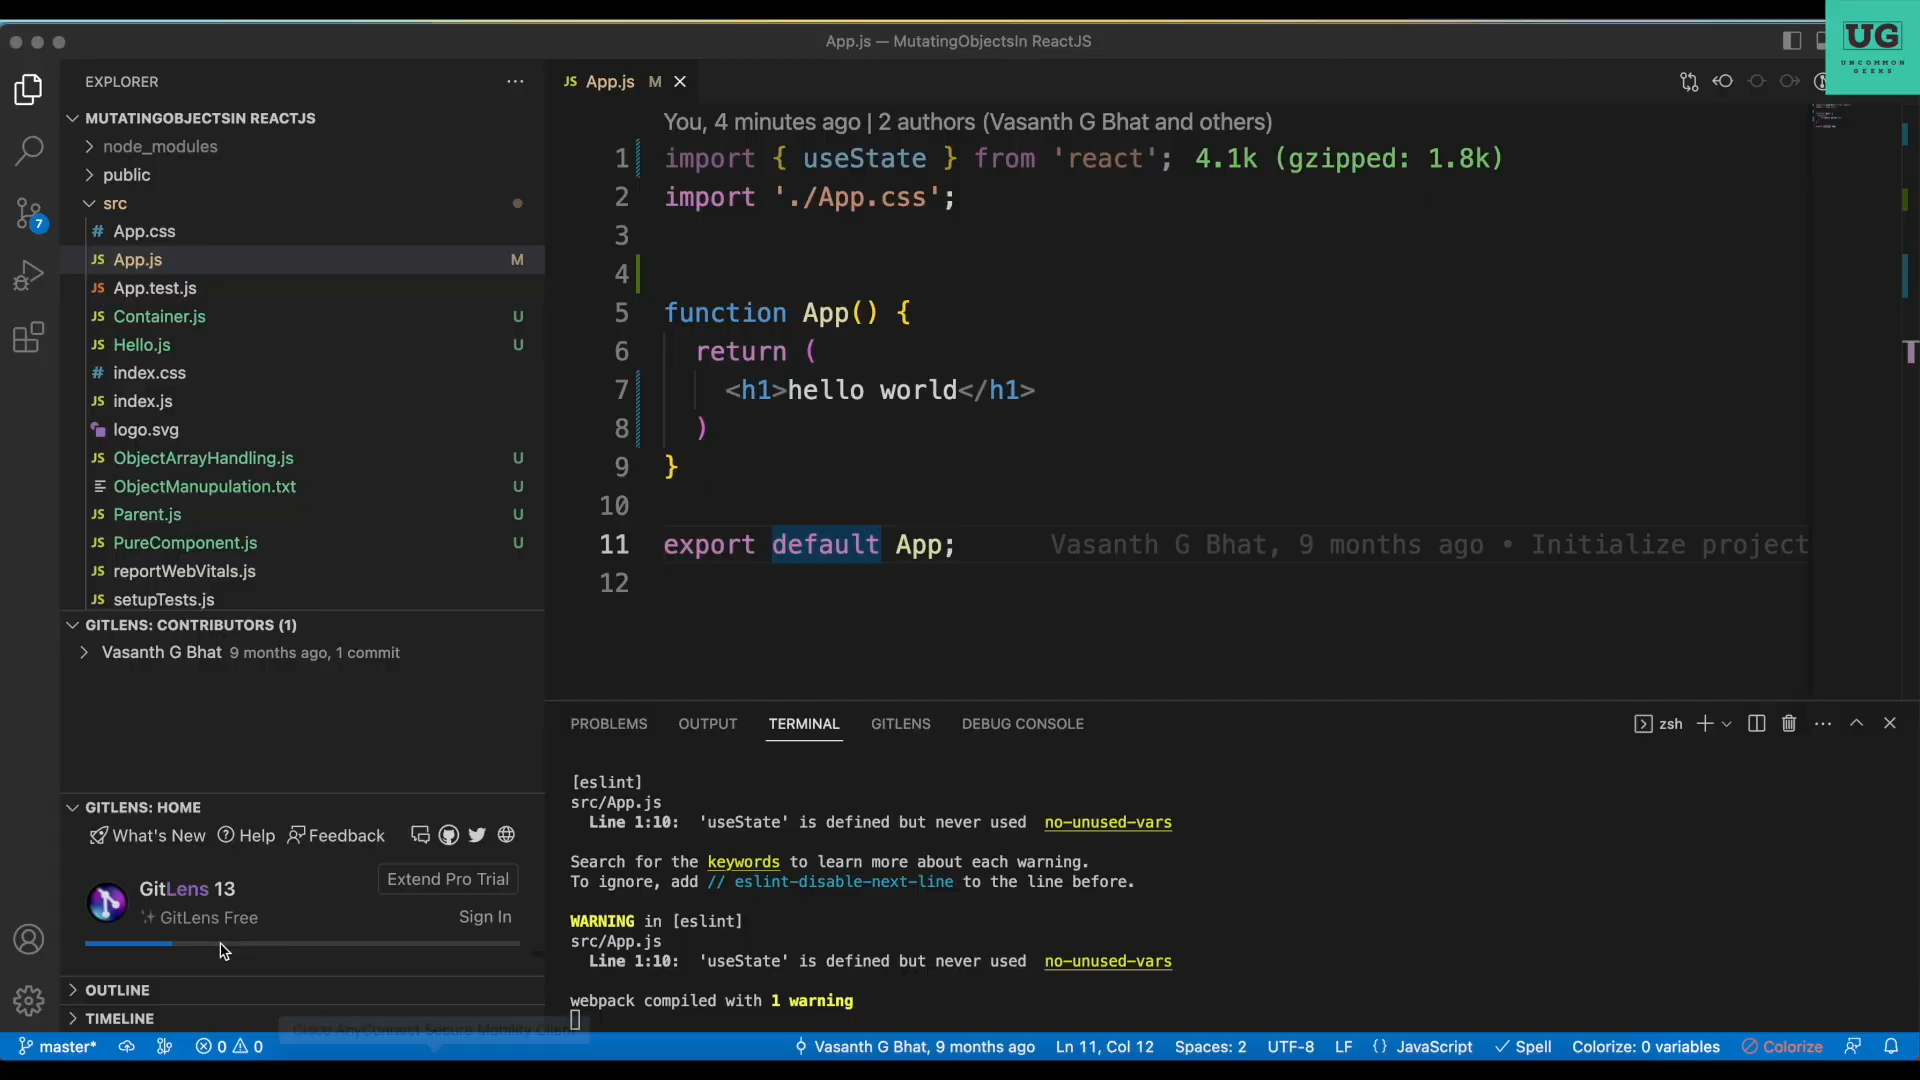 App.js — MutatingObjectsIn ReactJS
UG
UNCOMMON
GEEKS
EXPLORER
MUTATINGOBJECTSIN REACTJS
node_modules
public
src
App.css
App.js M
App.test.js
Container.js U
Hello.js U
index.css
index.js
logo.svg
ObjectArrayHandling.js U
ObjectManupulation.txt U
Parent.js U
PureComponent.js U
reportWebVitals.js
setupTests.js
7
GITLENS: CONTRIBUTORS (1)
Vasanth G Bhat 9 months ago, 1 commit
GITLENS: HOME
What's New Help Feedback
GitLens 13
Extend Pro Trial
GitLens Free
Sign In
OUTLINE
TIMELINE
JS App.js M
You, 4 minutes ago | 2 authors (Vasanth G Bhat and others)
1 import { useState } from 'react'; 4.1k (gzipped: 1.8k)
2 import './App.css';
3
4
5 function App() {
6 return (
7 <h1>hello world</h1>
8 )
9 }
10
11 export default App; Vasanth G Bhat, 9 months ago • Initialize project
12
PROBLEMS OUTPUT TERMINAL GITLENS DEBUG CONSOLE
zsh
[eslint]
src/App.js
Line 1:10: 'useState' is defined but never used no-unused-vars
Search for the keywords to learn more about each warning.
To ignore, add // eslint-disable-next-line to the line before.
WARNING in [eslint]
src/App.js
Line 1:10: 'useState' is defined but never used no-unused-vars
webpack compiled with 1 warning
Cisco AnyConnect Secure Mobility Client
master* 0 0 Vasanth G Bhat, 9 months ago Ln 11, Col 12 Spaces: 2 UTF-8 LF {} JavaScript Spell Colorize: 0 variables Colorize